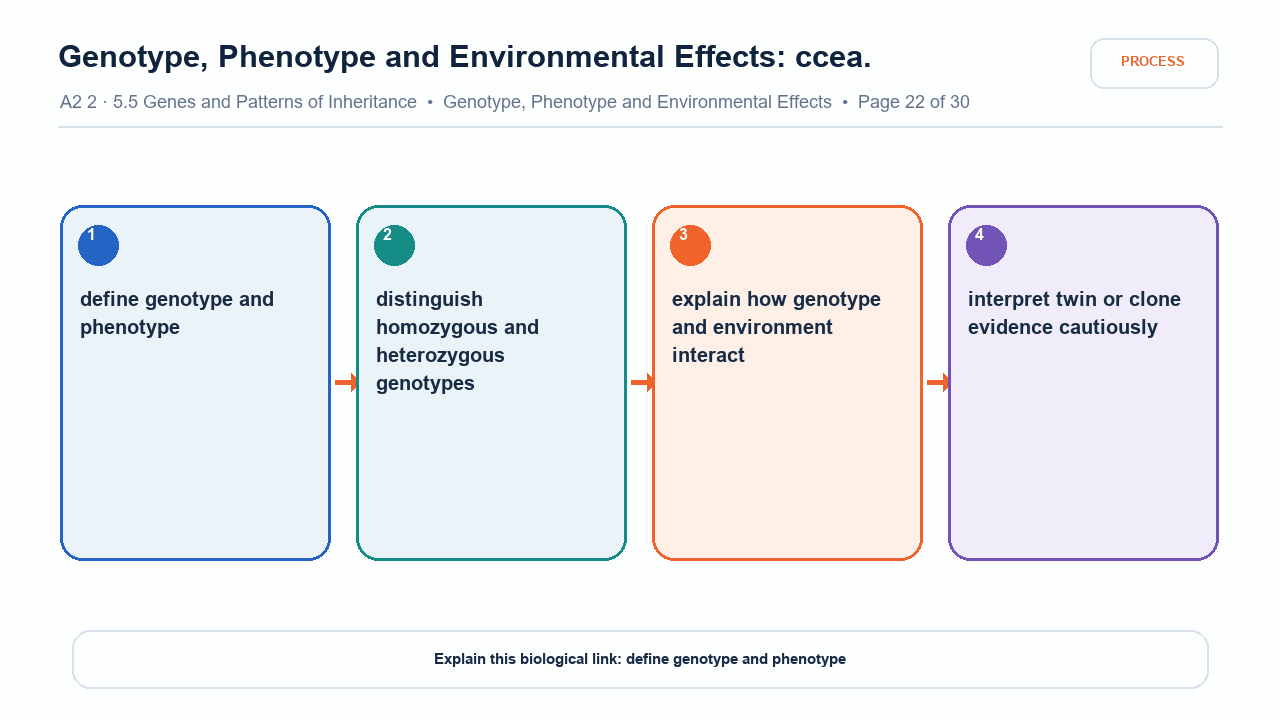 Genotype, Phenotype and Environmental Effects: ccea.
PROCESS
A2 2 · 5.5 Genes and Patterns of Inheritance • Genotype, Phenotype and Environmental Effects • Page 22 of 30
1
define genotype and
phenotype
2
distinguish
homozygous and
heterozygous
genotypes
3
explain how genotype
and environment
interact
4
interpret twin or clone
evidence cautiously
Explain this biological link: define genotype and phenotype